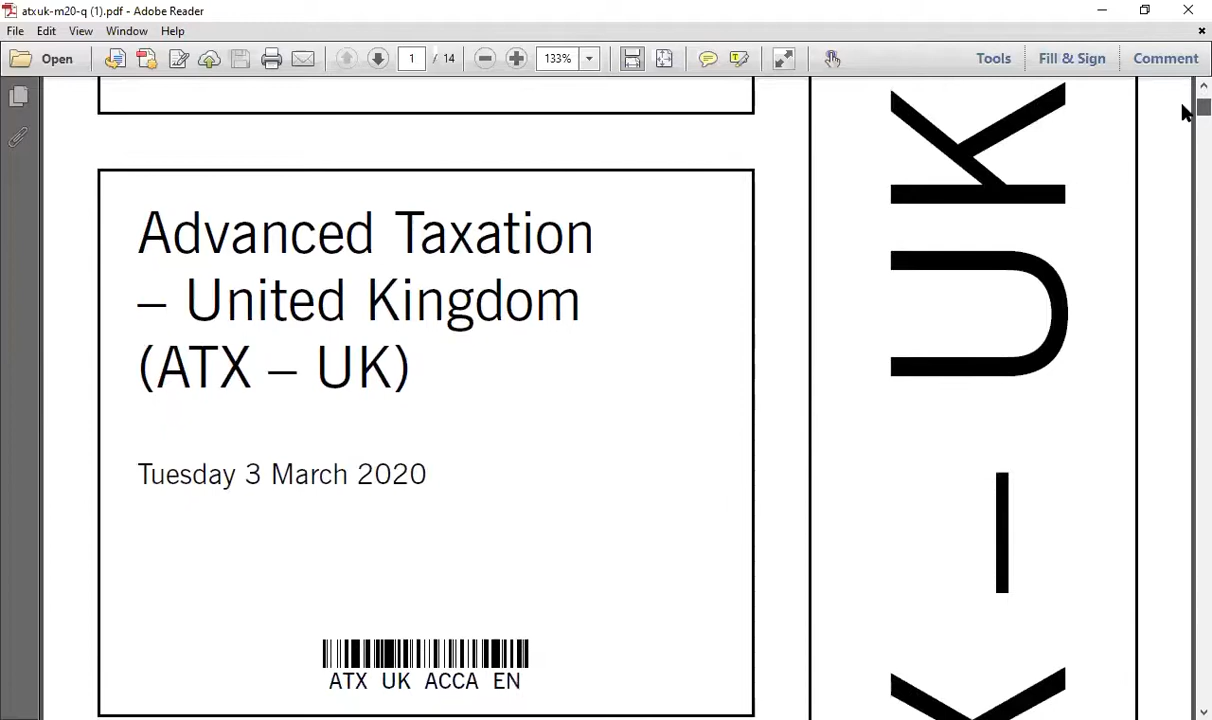 atxuk-m20-q (1).pdf - Adobe Reader
File Edit View Window Help
Open 1 / 14 133% Tools Fill & Sign Comment
Advanced Taxation
– United Kingdom
(ATX – UK)
Tuesday 3 March 2020
ATX UK ACCA EN
UK –